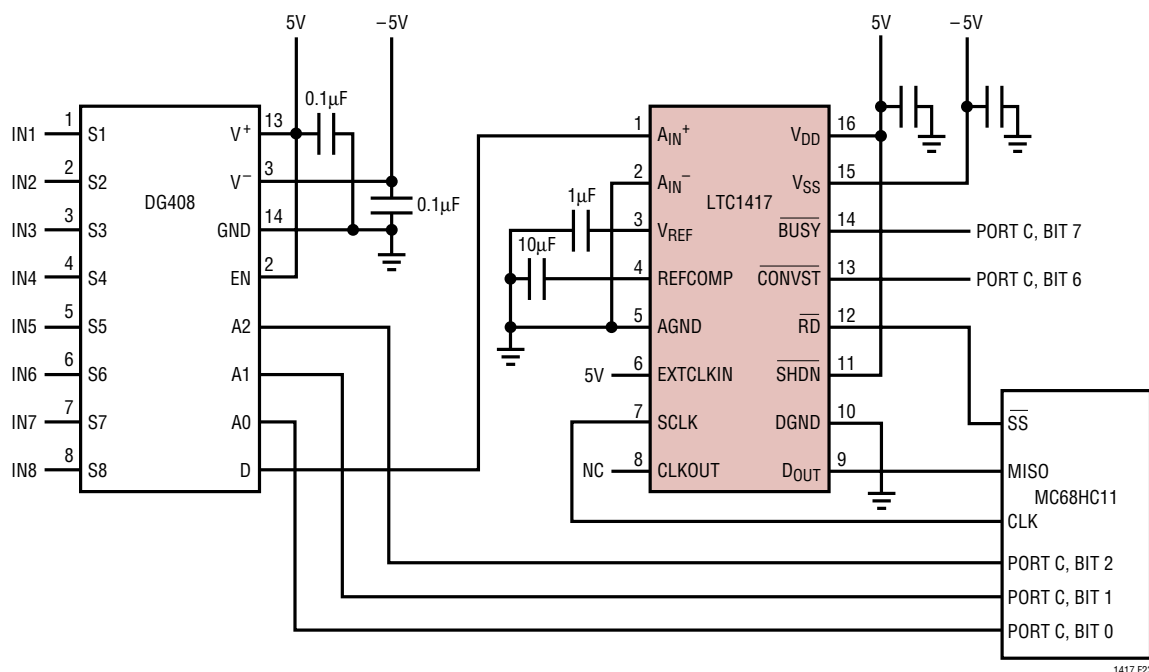 5V
–5V
5V
–5V
0.1µF
0.1µF
DG408
IN1 1 S1
IN2 2 S2
IN3 3 S3
IN4 4 S4
IN5 5 S5
IN6 6 S6
IN7 7 S7
IN8 8 S8
V+ 13
V– 3
GND 14
EN 2
A2
A1
A0
D
1µF
10µF
LTC1417
1 AIN+
2 AIN–
3 VREF
4 REFCOMP
5 AGND
5V 6 EXTCLKIN
7 SCLK
NC 8 CLKOUT
VDD 16
VSS 15
BUSY 14 PORT C, BIT 7
CONVST 13 PORT C, BIT 6
RD 12
SHDN 11
DGND 10
DOUT 9
SS
MISO
MC68HC11
CLK
PORT C, BIT 2
PORT C, BIT 1
PORT C, BIT 0